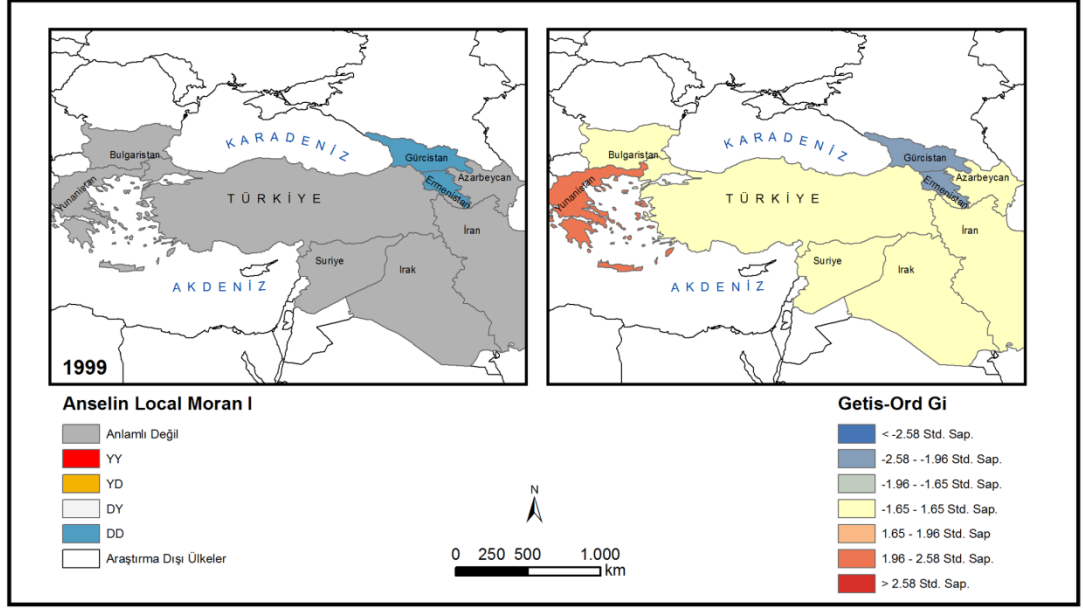 KARADENİZ
Bulgaristan
Gürcistan
Azarbeycan
Ermenistan
Yunanistan
TÜRKİYE
İran
Suriye
Irak
AKDENİZ
1999
KARADENİZ
Bulgaristan
Gürcistan
Azarbeycan
Ermenistan
Yunanistan
TÜRKİYE
İran
Suriye
Irak
AKDENİZ
Anselin Local Moran I
Anlamlı Değil
YY
YD
DY
DD
Araştırma Dışı Ülkeler
N
0 250 500 1.000
km
Getis-Ord Gi
< -2.58 Std. Sap.
-2.58 - -1.96 Std. Sap.
-1.96 - -1.65 Std. Sap.
-1.65 - 1.65 Std. Sap.
1.65 - 1.96 Std. Sap
1.96 - 2.58 Std. Sap.
> 2.58 Std. Sap.